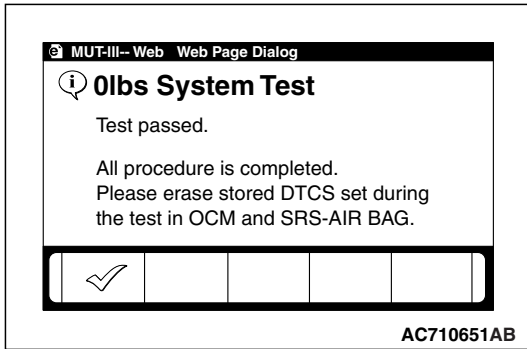 MUT-III-- Web Web Page Dialog
0lbs System Test
Test passed.
All procedure is completed.
Please erase stored DTCS set during
the test in OCM and SRS-AIR BAG.
AC710651AB